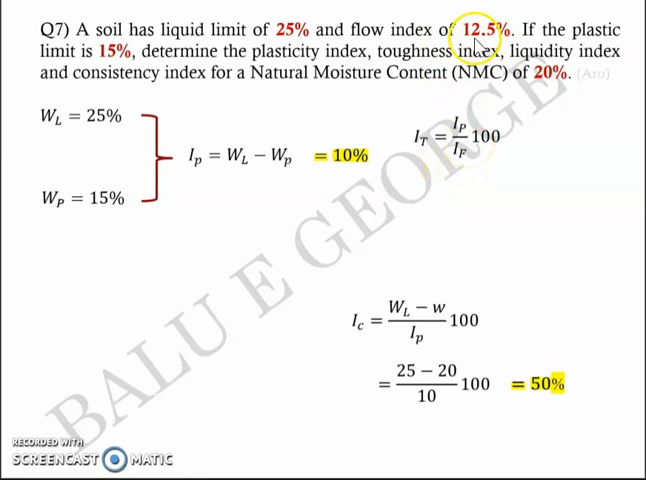 Q7) A soil has liquid limit of 25% and flow index of 12.5%. If the plastic
limit is 15%, determine the plasticity index, toughness index, liquidity index
and consistency index for a Natural Moisture Content (NMC) of 20%. (Aro)
W_L = 25%
I_p = W_L − W_p = 10%
I_T = I_P / I_F 100
W_P = 15%
I_c = W_L − w / I_p 100
= 25 − 20 / 10 100 = 50%
BALU E GEORGE
RECORDED WITH
SCREENCAST MATIC